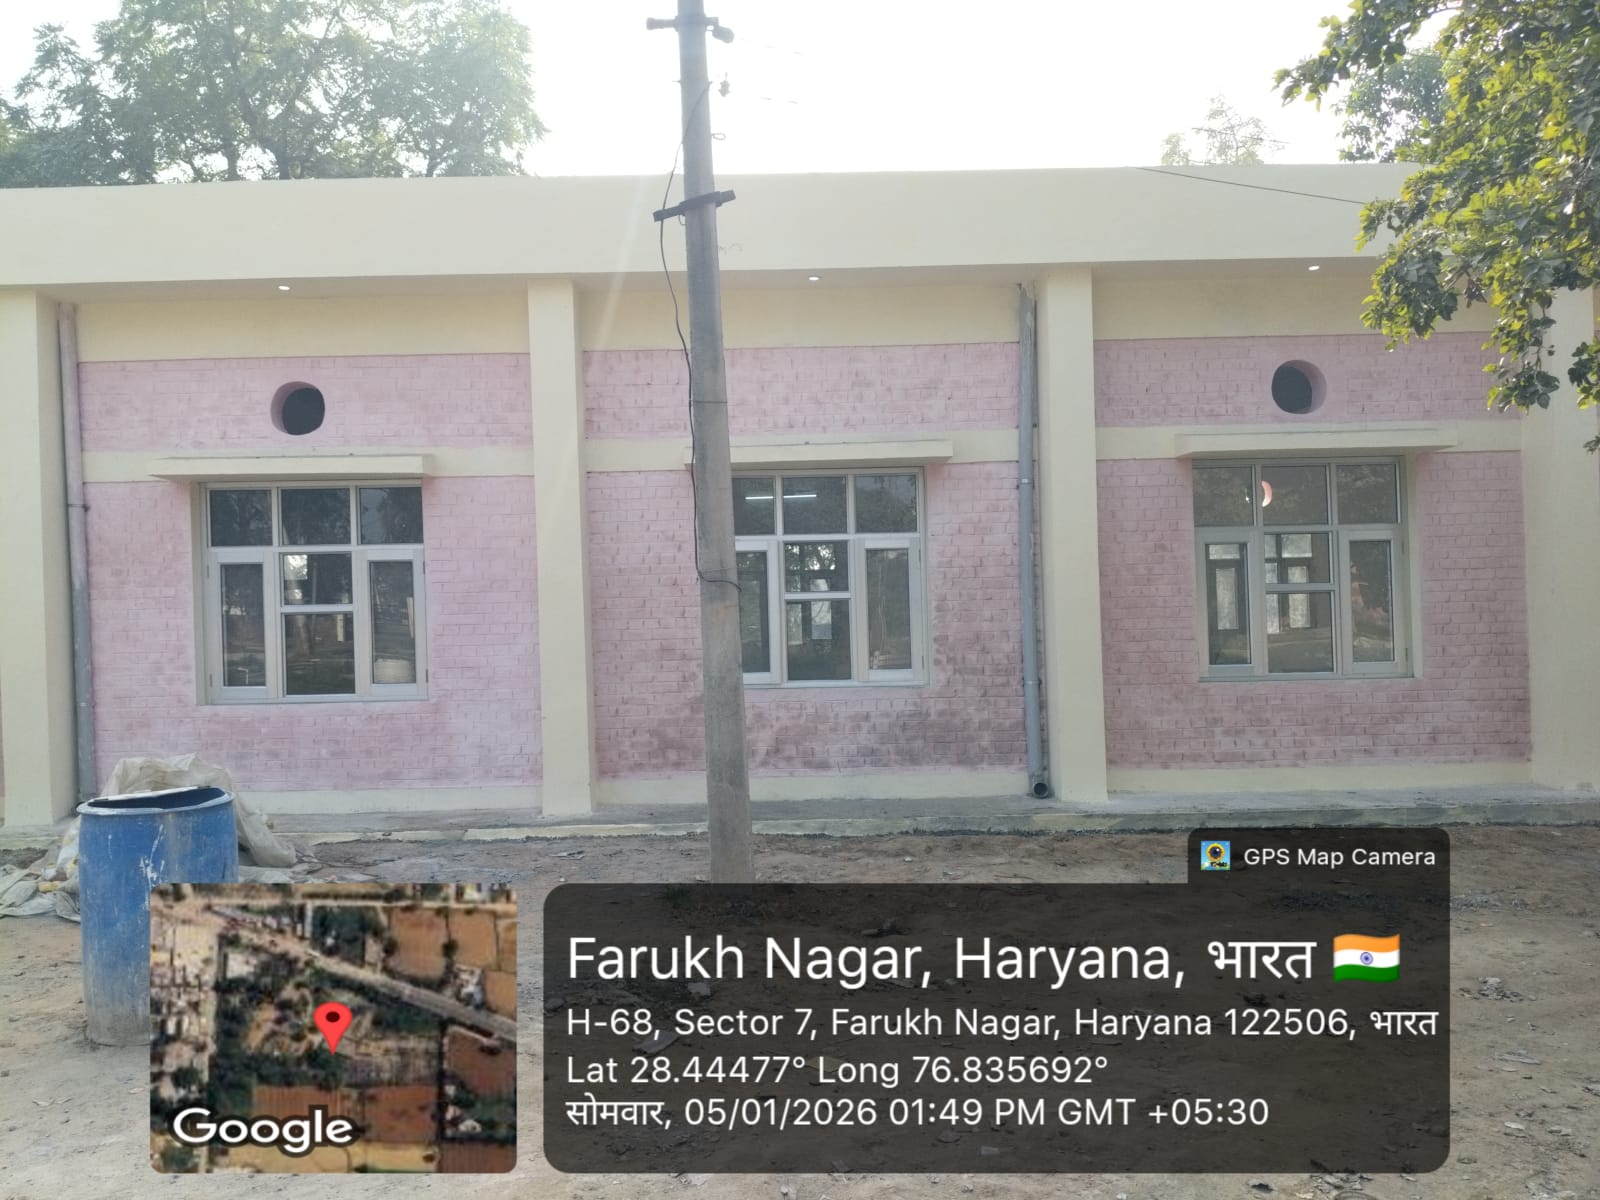 GPS Map Camera
Farukh Nagar, Haryana, भारत 🇮🇳
H-68, Sector 7, Farukh Nagar, Haryana 122506, भारत
Lat 28.44477° Long 76.835692°
सोमवार, 05/01/2026 01:49 PM GMT +05:30
Google